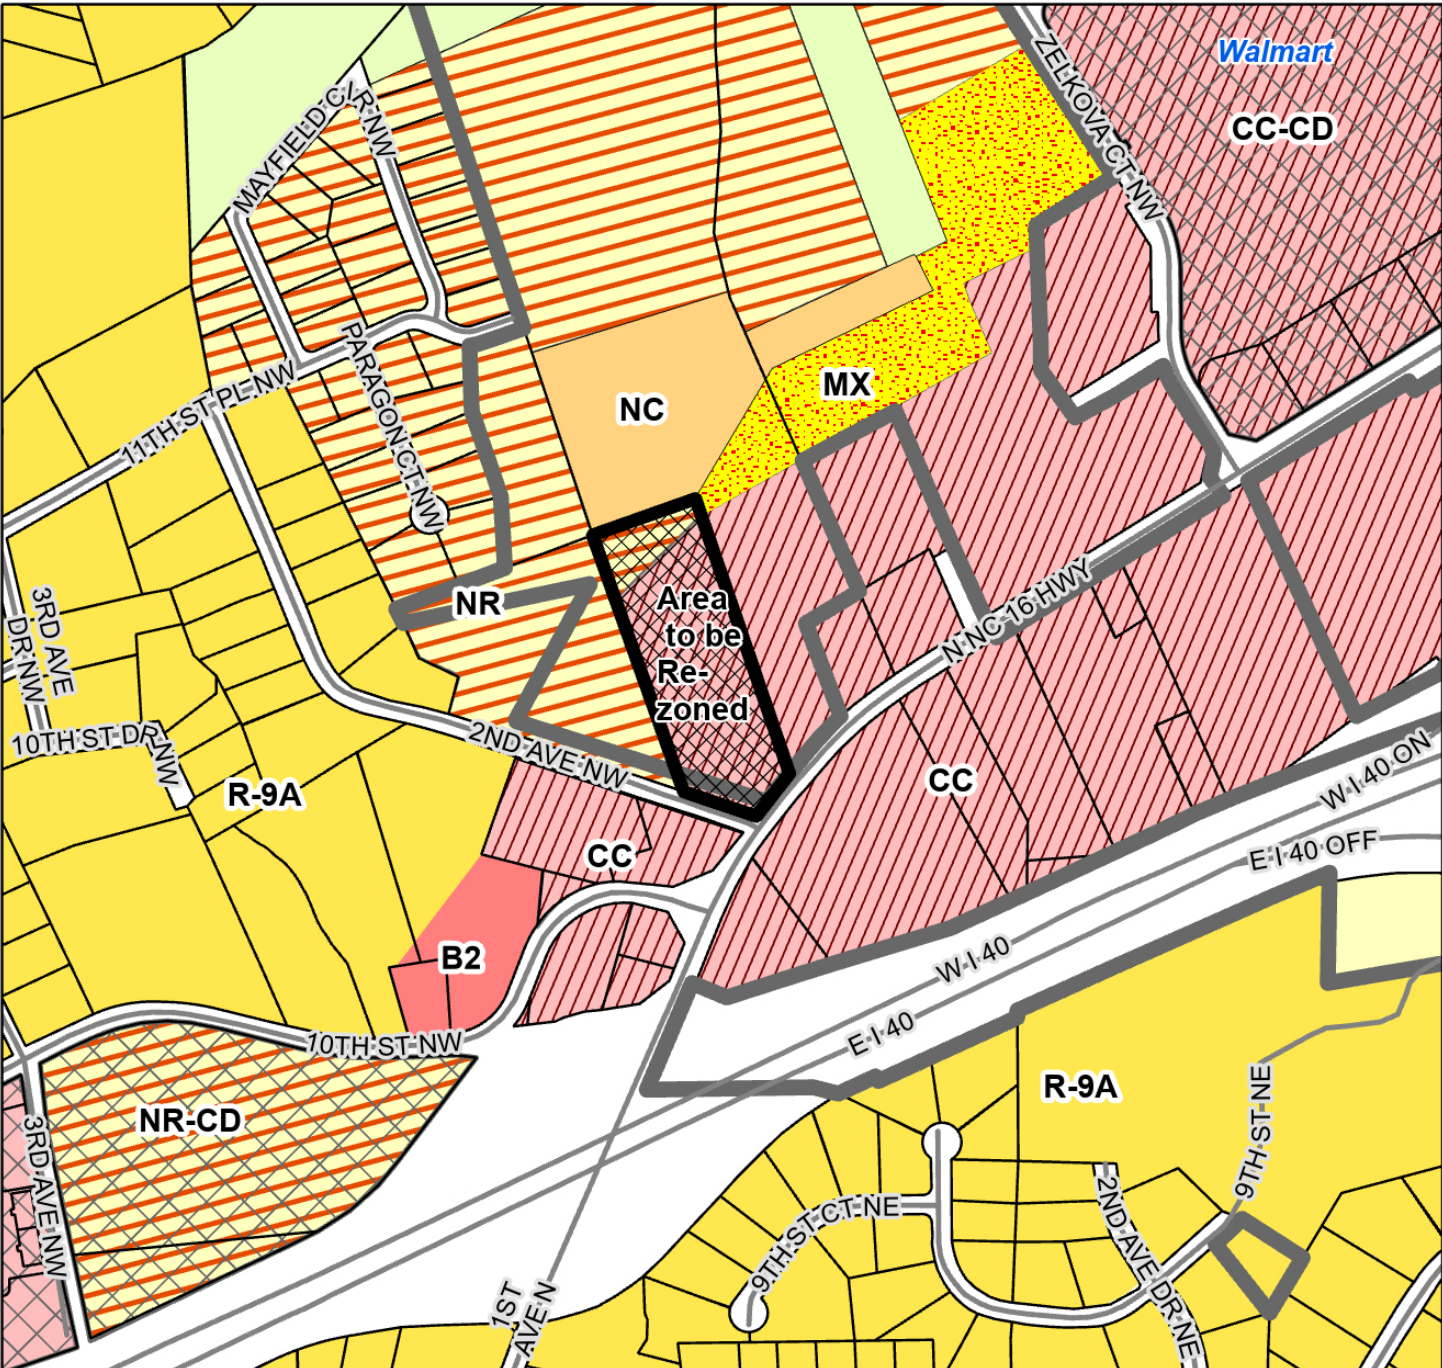 Walmart
ZELKOVA CT NW
CC-CD
MAYFIELD CIR NW
PARAGON CT NW
MX
NC
11TH ST PL NW
3RD AVE
DR NW
NR
Area
to be
Re-
zoned
N NC 16 HWY
10TH ST DR NW
2ND AVE NW
R-9A
CC
CC
W I 40 ON
E I 40 OFF
B2
W I 40
E I 40
10TH ST NW
R-9A
NR-CD
3RD AVE NW
9TH ST NE
9TH ST CT NE
2ND AVE DR NE
1ST
AVE N